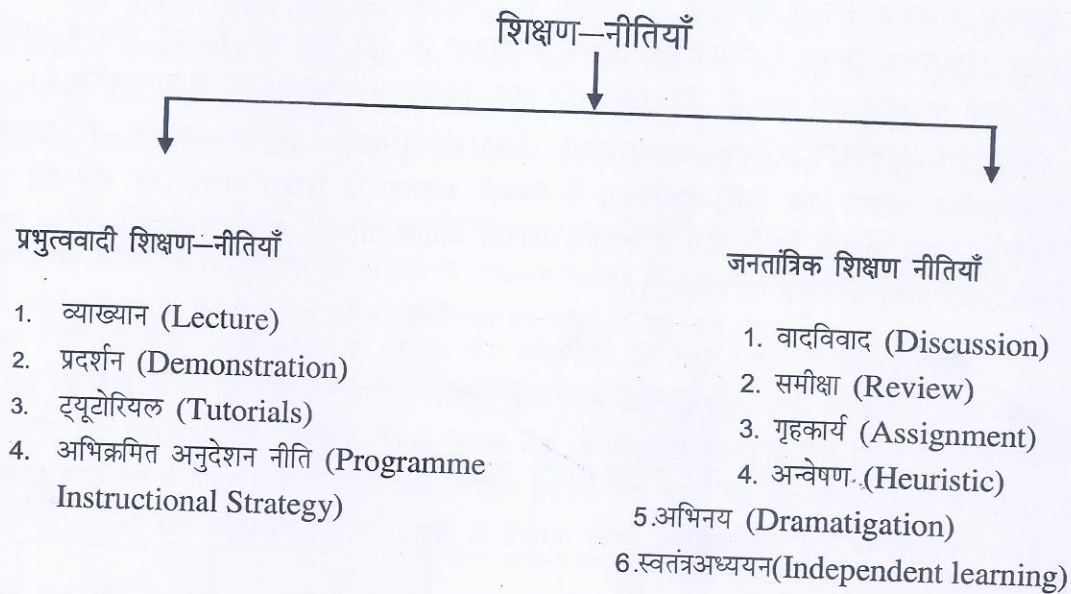 शिक्षण–नीतियाँ
प्रभुत्ववादी शिक्षण–नीतियाँ
1. व्याख्यान (Lecture)
2. प्रदर्शन (Demonstration)
3. ट्यूटोरियल (Tutorials)
4. अभिक्रमित अनुदेशन नीति (Programme
Instructional Strategy)
जनतांत्रिक शिक्षण नीतियाँ
1. वादविवाद (Discussion)
2. समीक्षा (Review)
3. गृहकार्य (Assignment)
4. अन्वेषण (Heuristic)
5.अभिनय (Dramatigation)
6.स्वतंत्रअध्ययन(Independent learning)